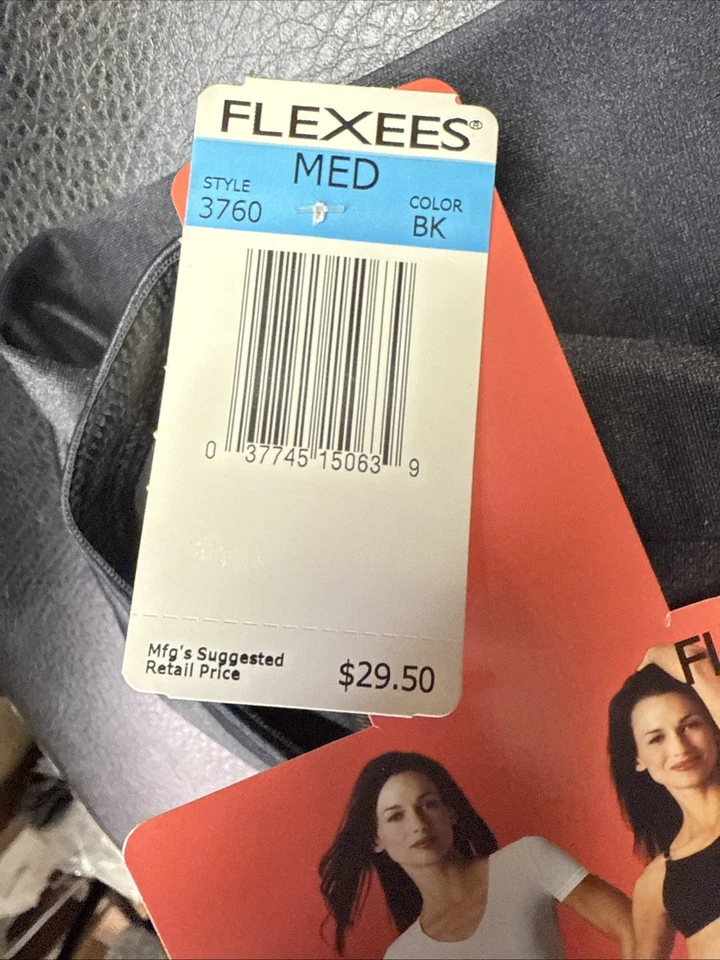 FLEXEES®
MED
STYLE
3760
COLOR
BK
0 37745 15063 9
Mfg's Suggested
Retail Price
$29.50
FL